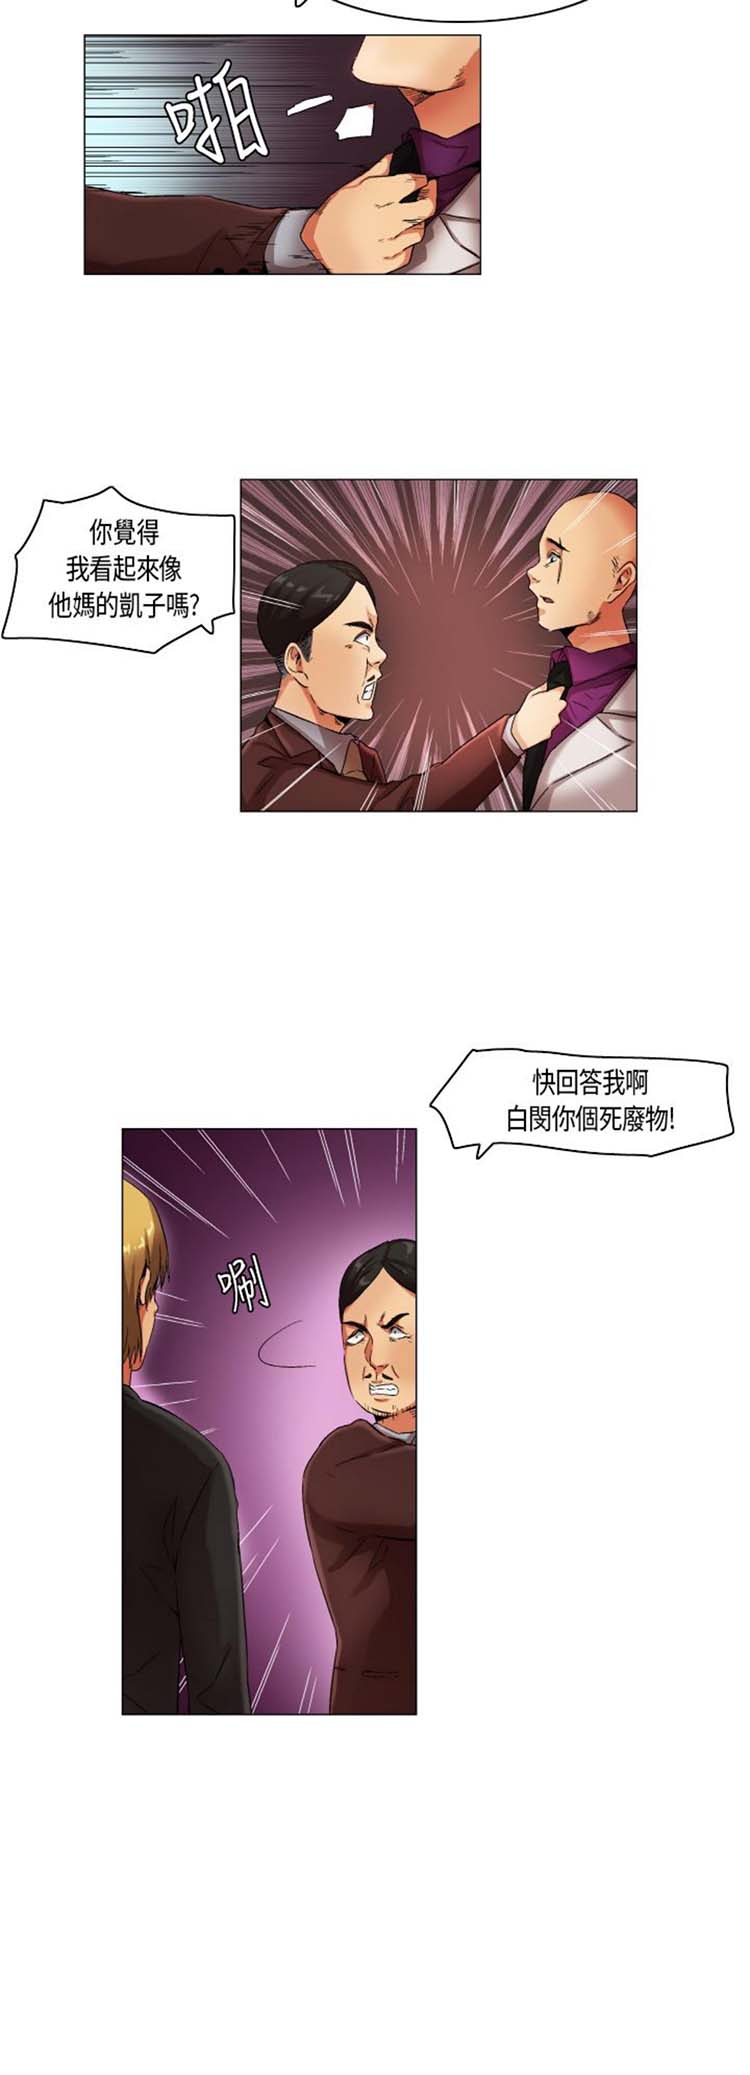 啪
你覺得
我看起來像
他媽的凱子嗎?
快回答我啊
白閔你個死廢物!
唰